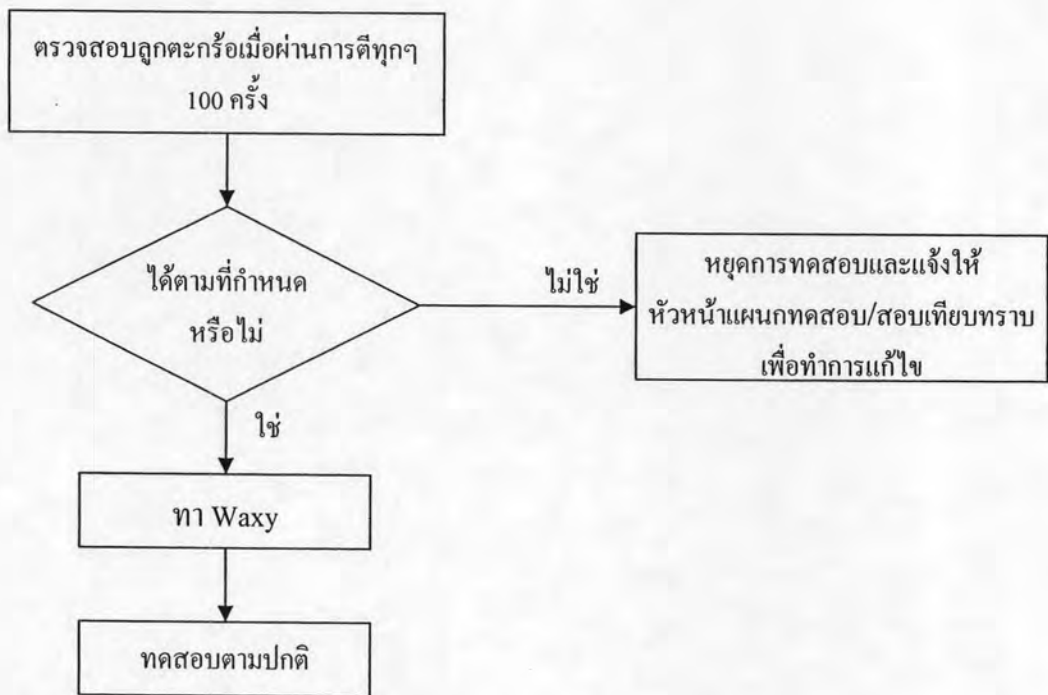 ตรวจสอบลูกตะกร้อเมื่อผ่านการตีทุกๆ
100 ครั้ง
ได้ตามที่กำหนด
หรือไม่
ไม่ใช่
หยุดการทดสอบและแจ้งให้
หัวหน้าแผนกทดสอบ/สอบเทียบทราบ
เพื่อทำการแก้ไข
ใช่
ทา Waxy
ทดสอบตามปกติ